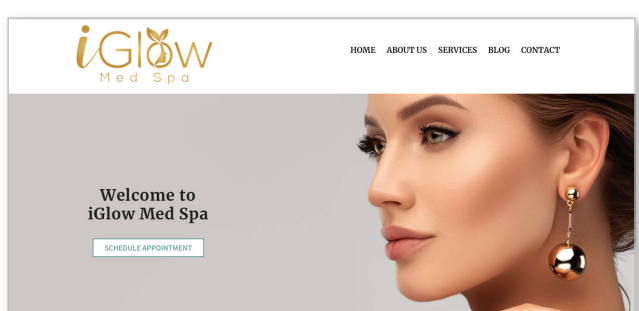 iGlow
Med Spa
HOME ABOUT US SERVICES BLOG CONTACT
Welcome to
iGlow Med Spa
SCHEDULE APPOINTMENT